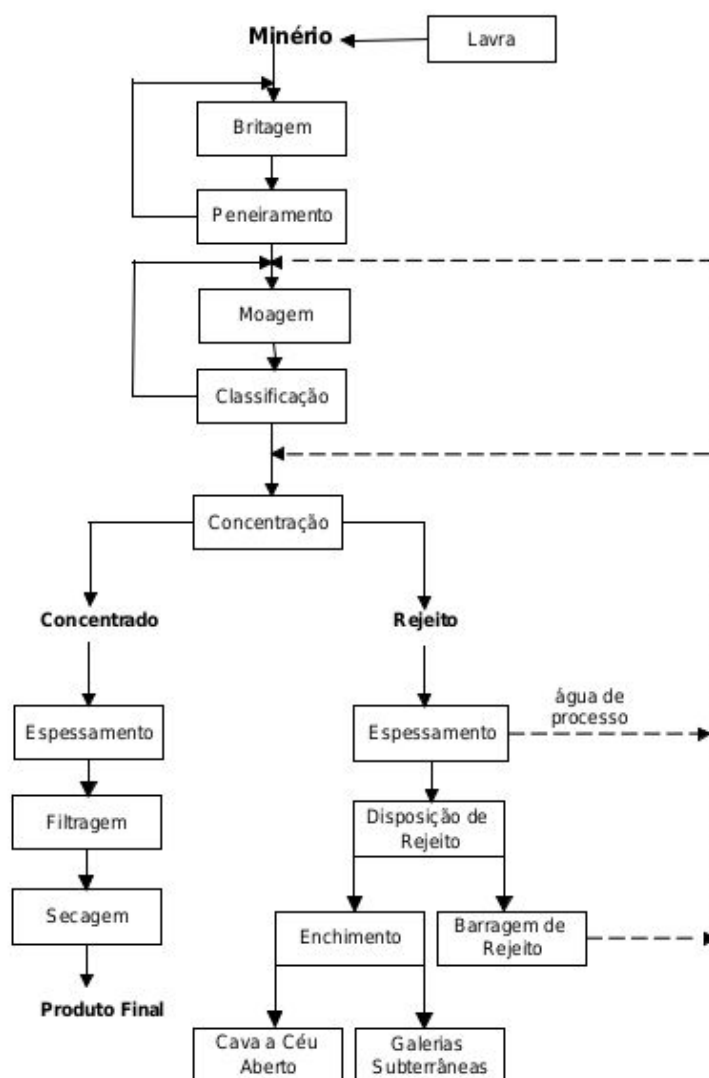 Minério
Lavra
Britagem
Peneiramento
Moagem
Classificação
Concentração
Concentrado
Rejeito
Espessamento
Espessamento
água de
processo
Filtragem
Disposição de
Rejeito
Secagem
Enchimento
Barragem de
Rejeito
Produto Final
Cava a Céu
Aberto
Galerias
Subterrâneas